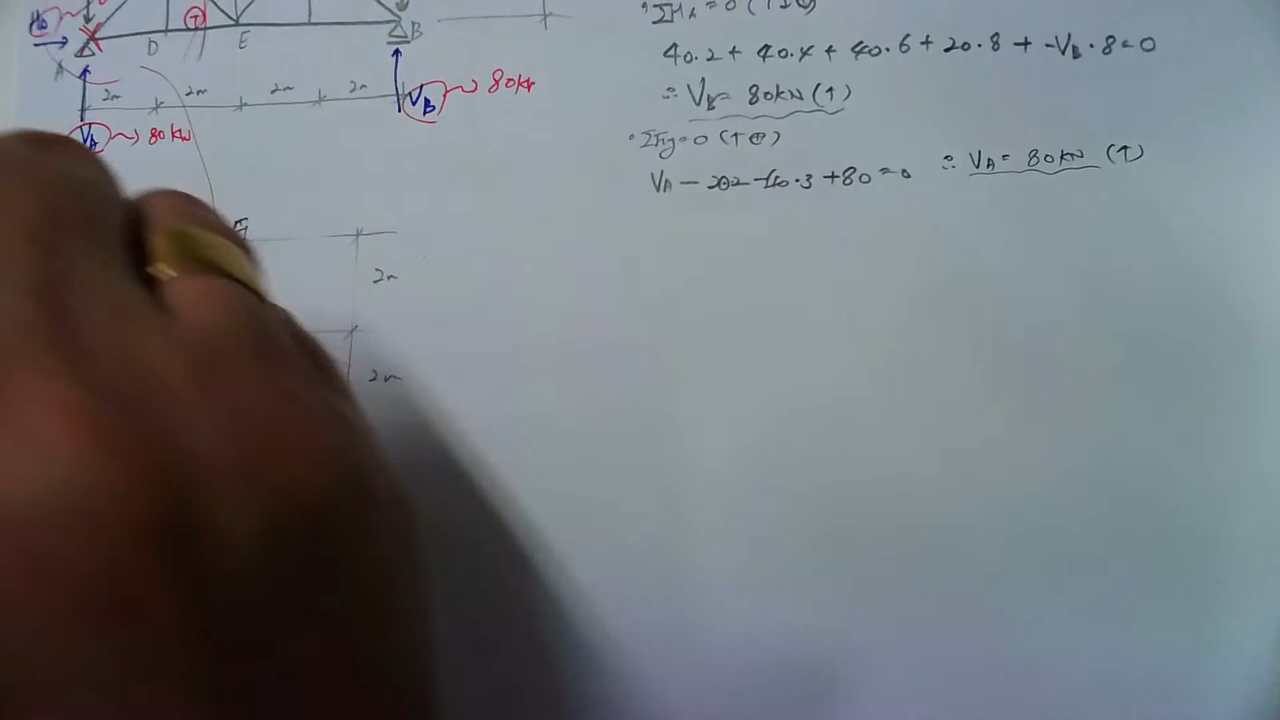 HA
T
B
A
D
E
2m 2m 2m 2m
VB → 80kN
VA → 80kN
2m
2m
ΣMA = 0
40·2 + 40·4 + 40·6 + 20·8 + -VB·8 = 0
∴ VB = 80kN (↑)
·ΣFy = 0 (↑⊕)
VA - 20·2 - 40·3 + 80 = 0 ∴ VA = 80kN (↑)